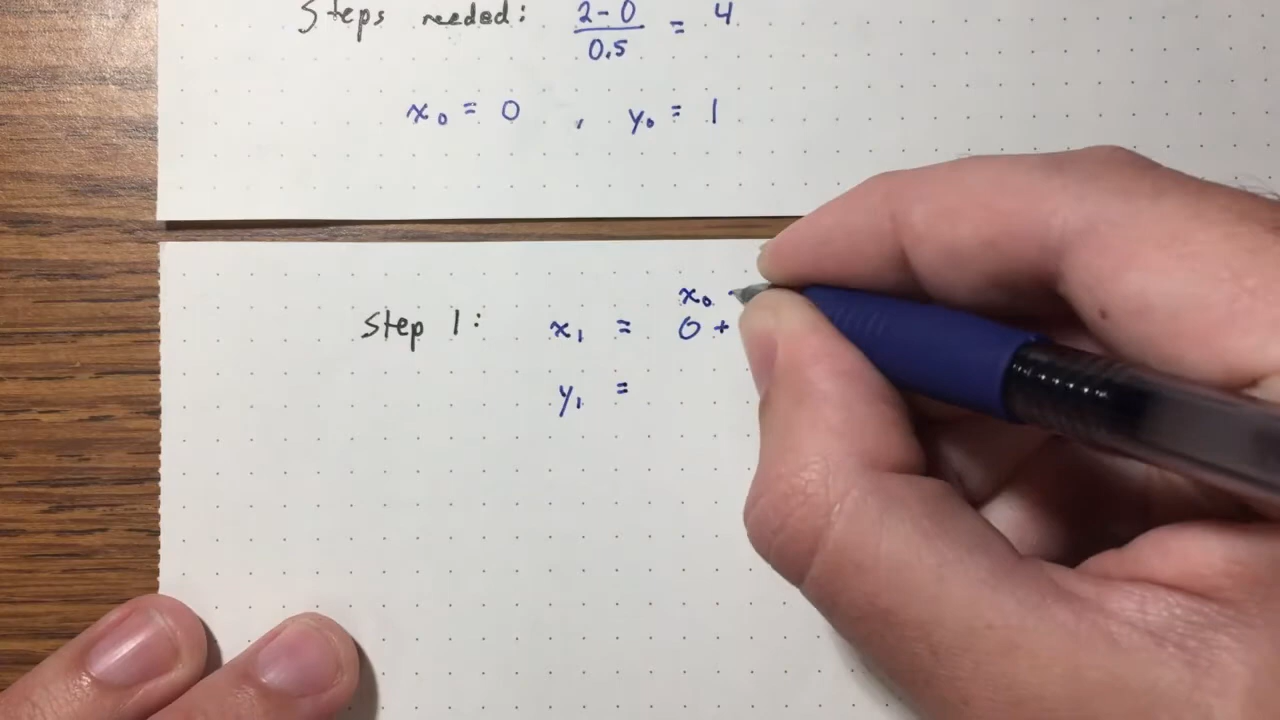 Steps needed: 2-0 / 0.5 = 4
x₀ = 0 , y₀ = 1
x₀
Step 1: x₁ = 0 +
y₁ =